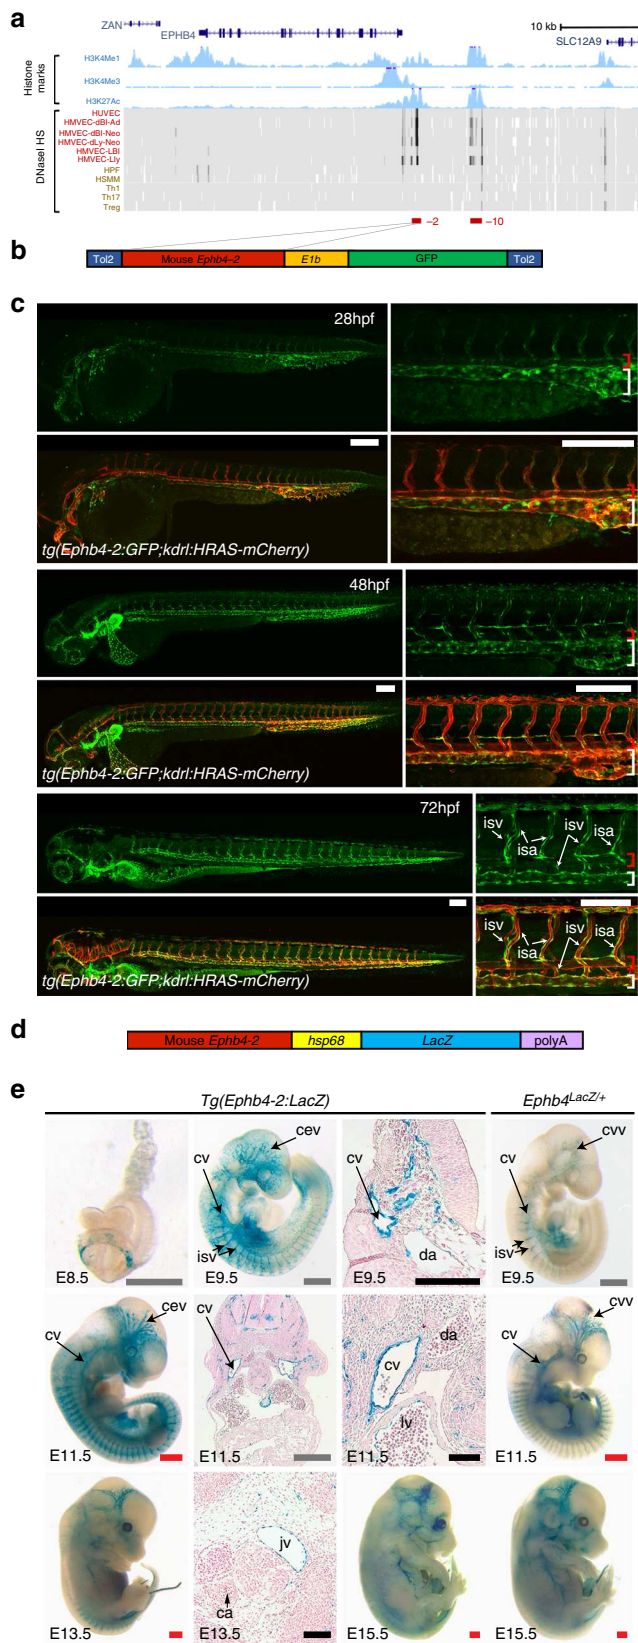 a
ZAN
EPHB4
10 kb
SLC12A9
Histone marks
H3K4Me1
H3K4Me3
H3K27Ac
DNaseI HS
HUVEC
HMVEC-dBl-Ad
HMVEC-dBl-Neo
HMVEC-dLy-Neo
HMVEC-LBl
HMVEC-Lly
HPF
HSMM
Th1
Th17
Treg
–2
–10
b
Tol2
Mouse Ephb4–2
E1b
GFP
Tol2
c
28hpf
tg(Ephb4-2:GFP;kdrl:HRAS-mCherry)
48hpf
tg(Ephb4-2:GFP;kdrl:HRAS-mCherry)
72hpf
isv
isv
isa
isa
tg(Ephb4-2:GFP;kdrl:HRAS-mCherry)
isv
isv
isa
isa
d
Mouse Ephb4-2
hsp68
LacZ
polyA
e
Tg(Ephb4-2:LacZ)
Ephb4LacZ/+
E8.5
cev
cv
isv
E9.5
cv
da
E9.5
cvv
cv
isv
E9.5
cev
cv
E11.5
cv
E11.5
da
cv
lv
E11.5
cvv
cv
E11.5
E13.5
jv
ca
E13.5
E15.5
E15.5